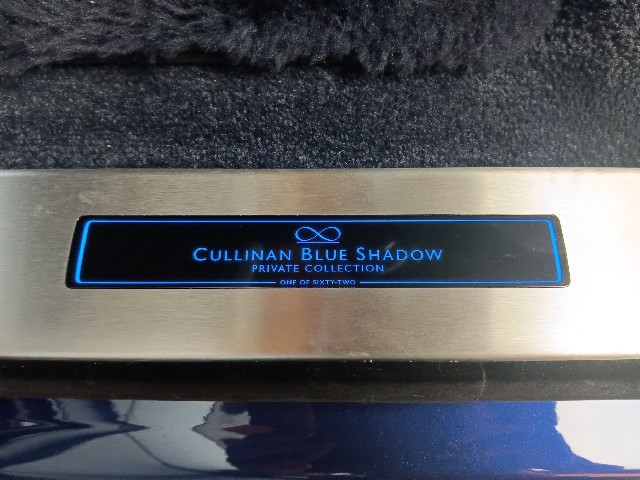 CULLINAN BLUE SHADOW
PRIVATE COLLECTION
ONE OF SIXTY-TWO